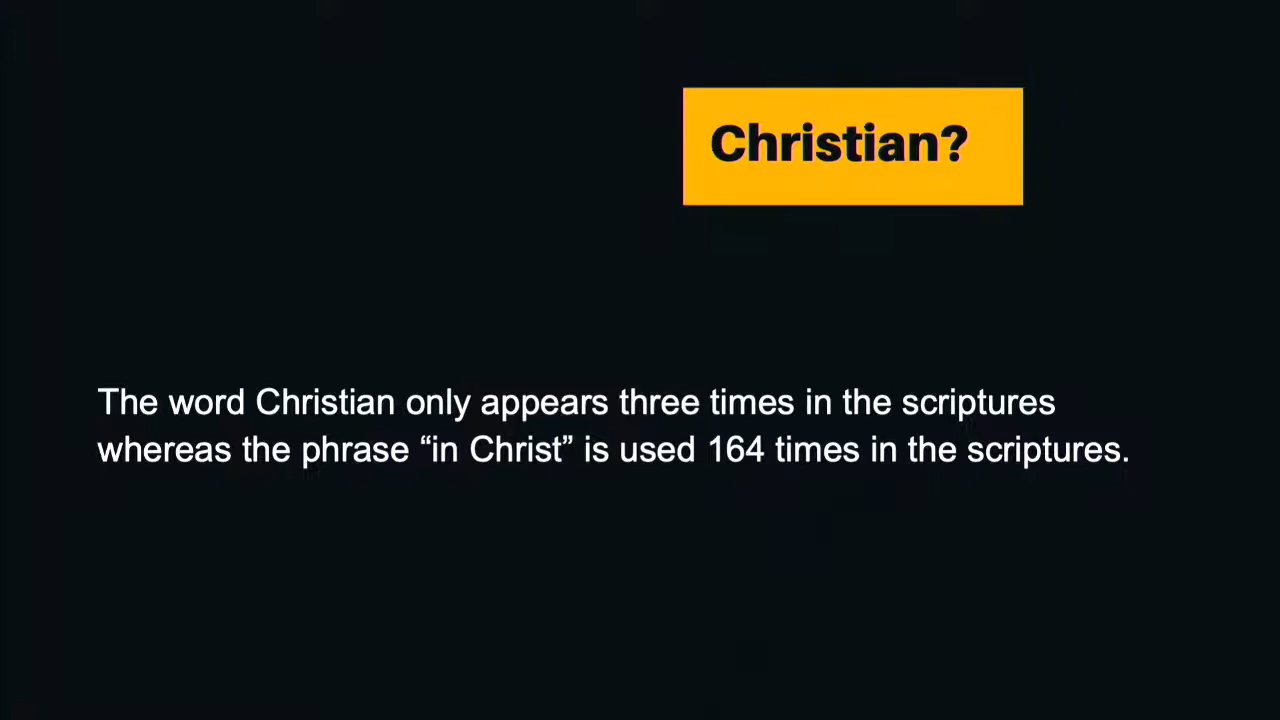 Christian?
The word Christian only appears three times in the scriptures
whereas the phrase “in Christ” is used 164 times in the scriptures.